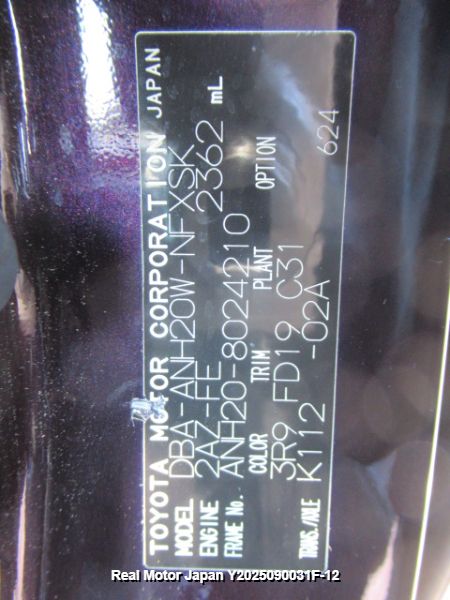 TOYOTA MOTOR CORPORATION JAPAN
MODEL DBA-ANH20W-NFXSK
ENGINE 2AZ-FE 2362 mL
FRAME No. ANH20-8024210
COLOR TRIM PLANT OPTION
3R9 FD19 C31 624
K112 -02A
TRANS./AXLE
Real Motor Japan Y2025090031F-12